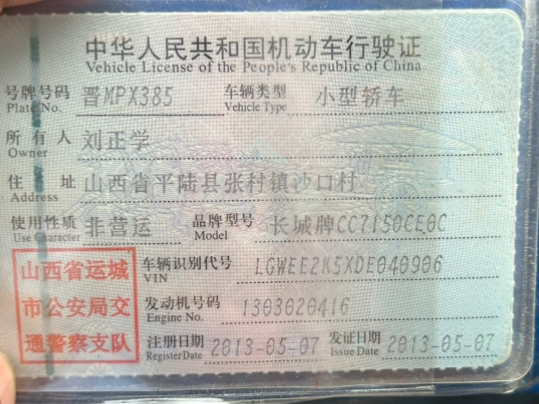 中华人民共和国机动车行驶证
Vehicle License of the People's Republic of China
号牌号码 晋MPX385 车辆类型 小型轿车
Plate No. Vehicle Type
所有人 刘正学
Owner
住址 山西省平陆县张村镇沙口村
Address
使用性质 非营运 品牌型号 长城牌CC7150CE0C
Use Character Model
山西省运城
市公安局交
通警察支队
车辆识别代号 LGWEE2K5XDE040906
VIN
发动机号码 1303020416
Engine No.
注册日期 2013-05-07 发证日期 2013-05-07
Register Date Issue Date